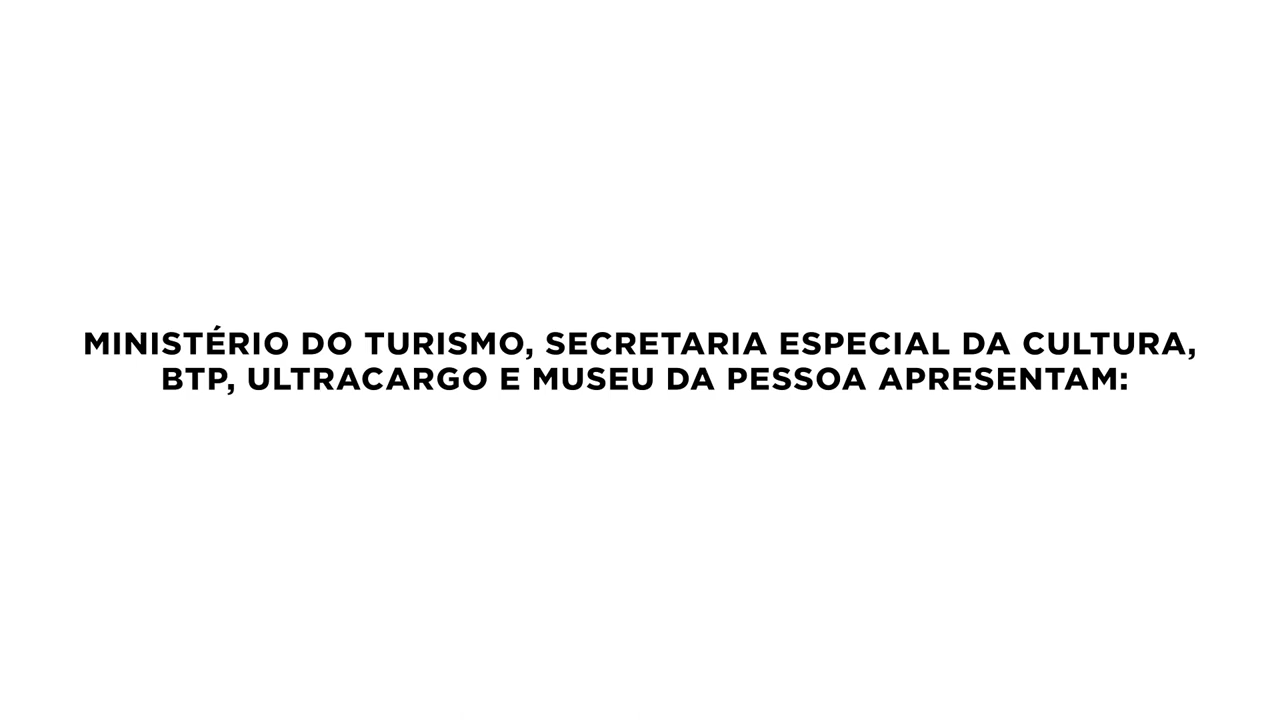 MINISTÉRIO DO TURISMO, SECRETARIA ESPECIAL DA CULTURA,
BTP, ULTRACARGO E MUSEU DA PESSOA APRESENTAM: